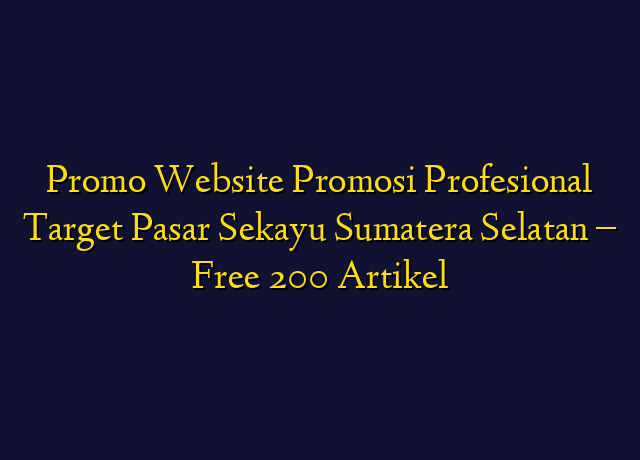 Promo Website Promosi Profesional
Target Pasar Sekayu Sumatera Selatan –
Free 200 Artikel